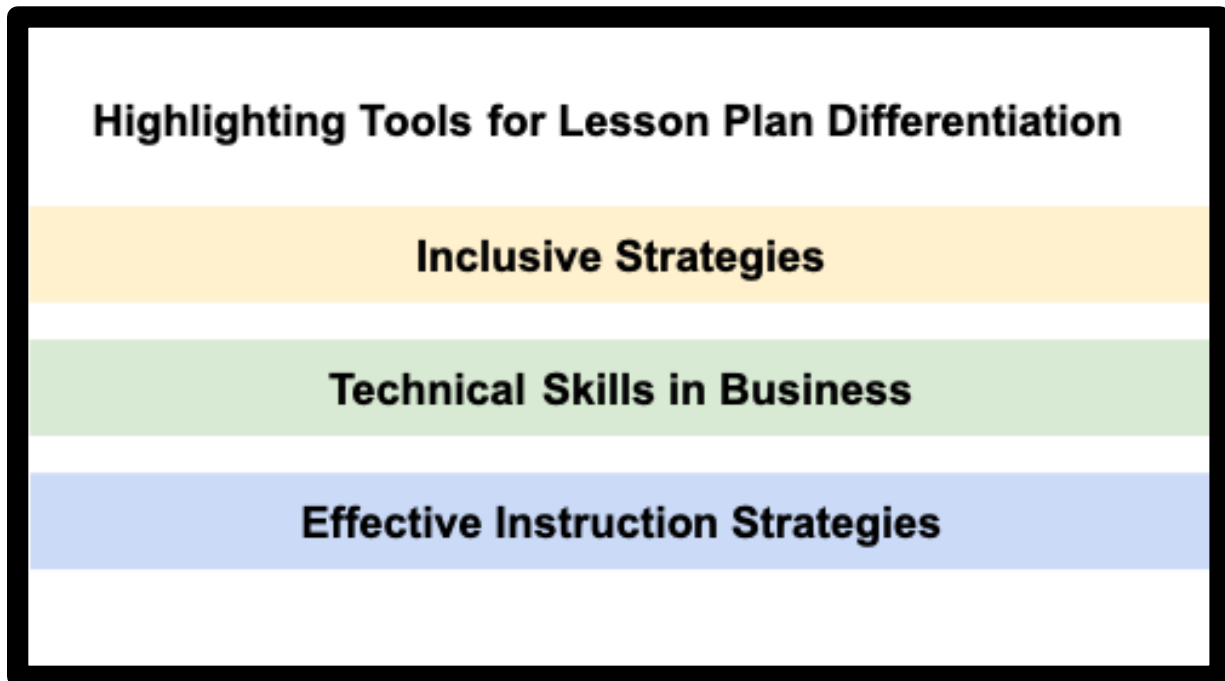 Highlighting Tools for Lesson Plan Differentiation
Inclusive Strategies
Technical Skills in Business
Effective Instruction Strategies